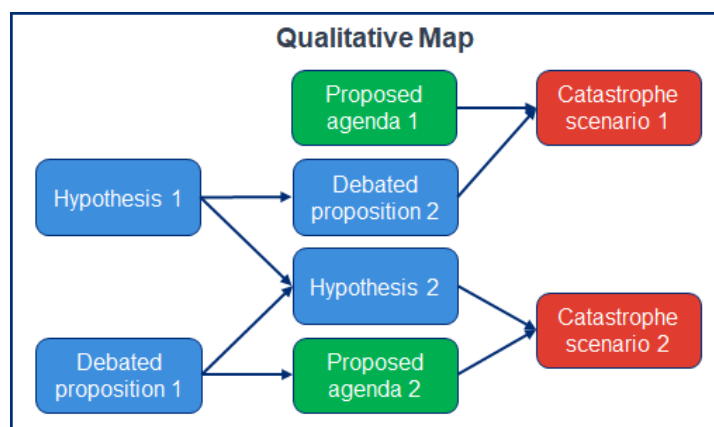 Qualitative Map
Proposed
agenda 1
Catastrophe
scenario 1
Hypothesis 1
Debated
proposition 2
Hypothesis 2
Catastrophe
scenario 2
Debated
proposition 1
Proposed
agenda 2